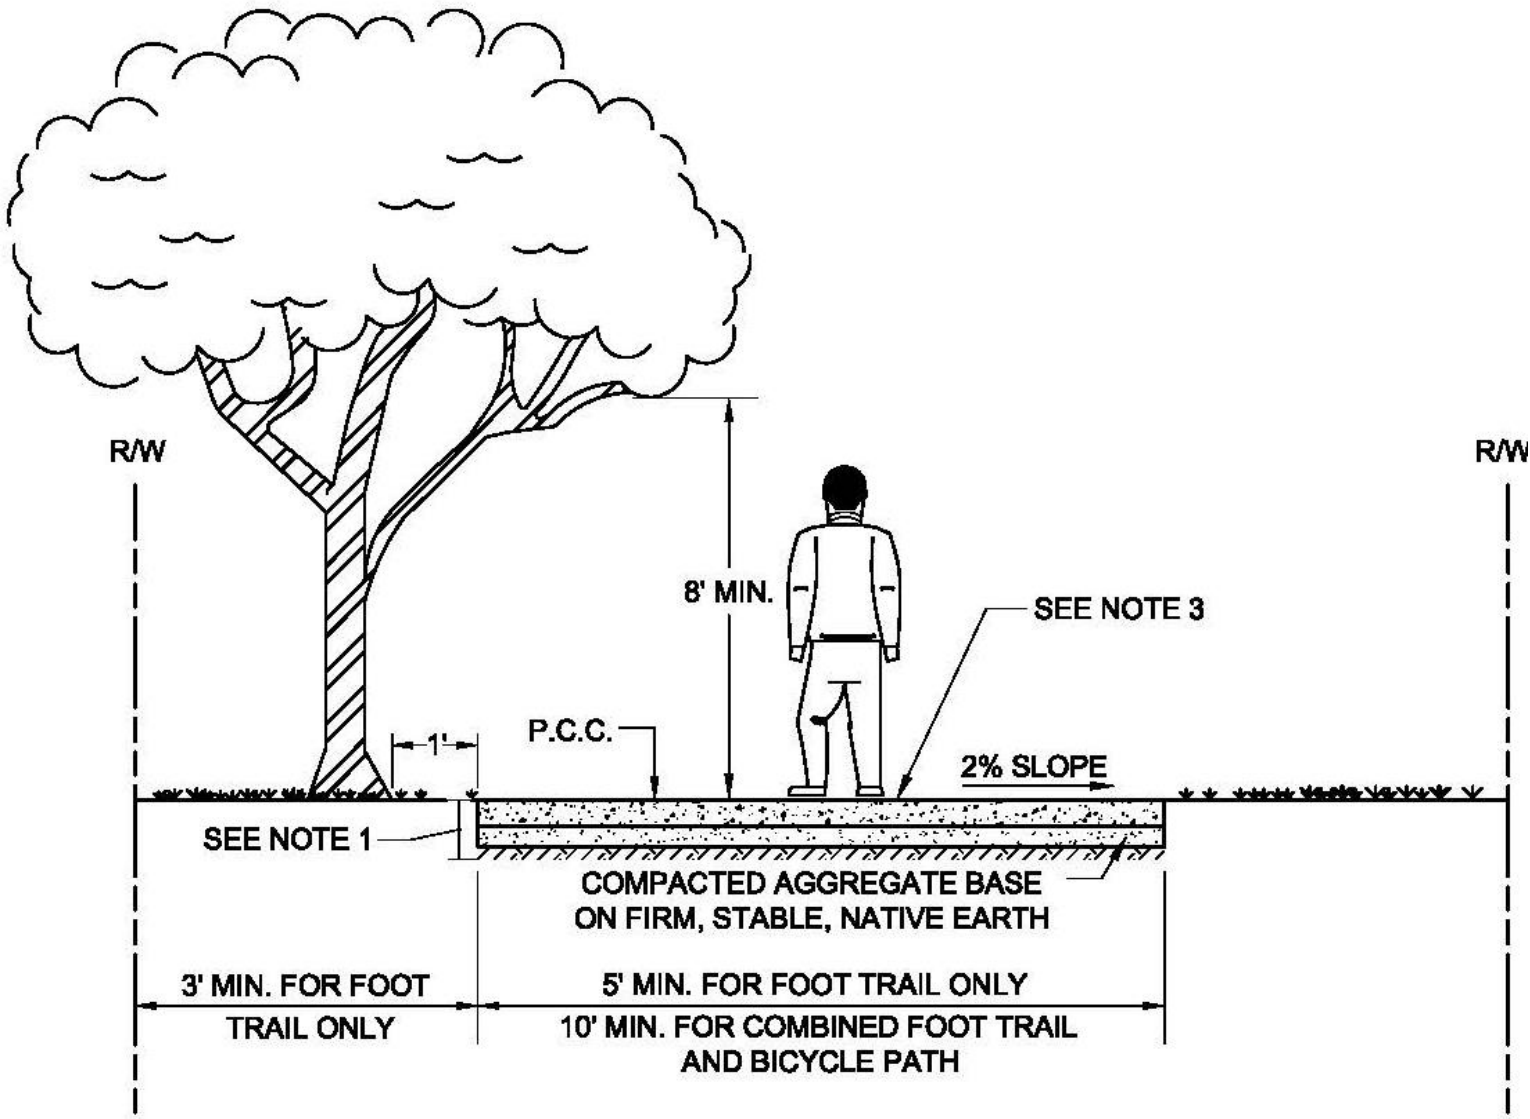 R/W
R/W
8' MIN.
SEE NOTE 3
P.C.C.
1'
2% SLOPE
SEE NOTE 1
COMPACTED AGGREGATE BASE
ON FIRM, STABLE, NATIVE EARTH
3' MIN. FOR FOOT
TRAIL ONLY
5' MIN. FOR FOOT TRAIL ONLY
10' MIN. FOR COMBINED FOOT TRAIL
AND BICYCLE PATH